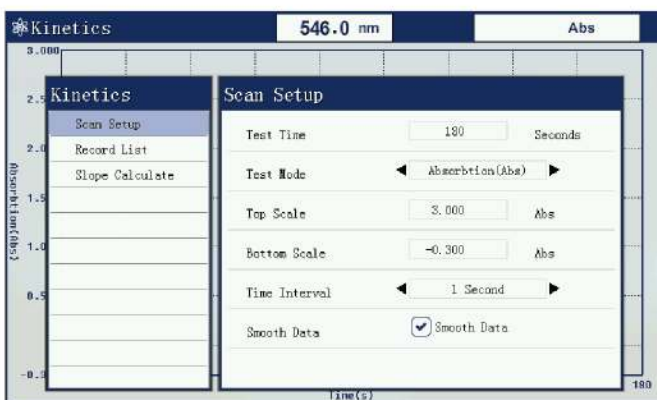 Kinetics 546.0 nm Abs
3.000
Kinetics
Scan Setup
Record List
Slope Calculate
Scan Setup
Test Time 180 Seconds
Test Mode Absorbtion(Abs)
Top Scale 3.000 Abs
Bottom Scale -0.300 Abs
Time Interval 1 Second
Smooth Data Smooth Data
Absorbtion(Abs)
2.5
2.0
1.5
1.0
0.5
Time(s)
180